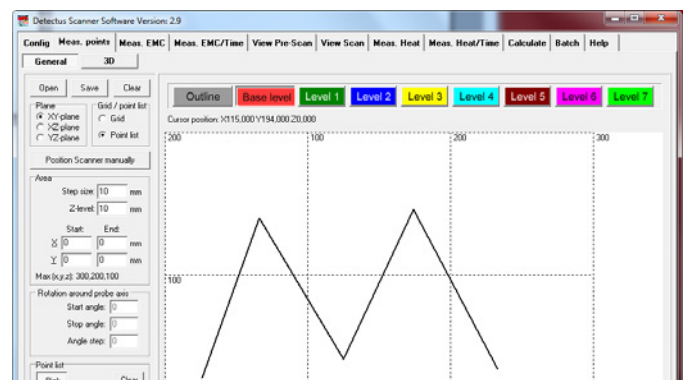 Detectus Scanner Software Version: 2.9
Config Meas. points Meas. EMC Meas. EMC/Time View Pre-Scan View Scan Meas. Heat Meas. Heat/Time Calculate Batch Help
General 3D
Open Save Clear
Outline Base level Level 1 Level 2 Level 3 Level 4 Level 5 Level 6 Level 7
Plane Grid / point list
XY-plane Grid
XZ-plane
YZ-plane Point list
Cursor position: X115,000 Y194,000 Z0,000
200 100 200 300
Position Scanner manually
Area
Step size: 10 mm
Z-level: 10 mm
Start: End:
X 0 0 mm
Y 0 0 mm
Max (x,y,z): 300,200,100
100
Rotation around probe axis
Start angle: 0
Stop angle: 0
Angle step: 0
Point list
Clear